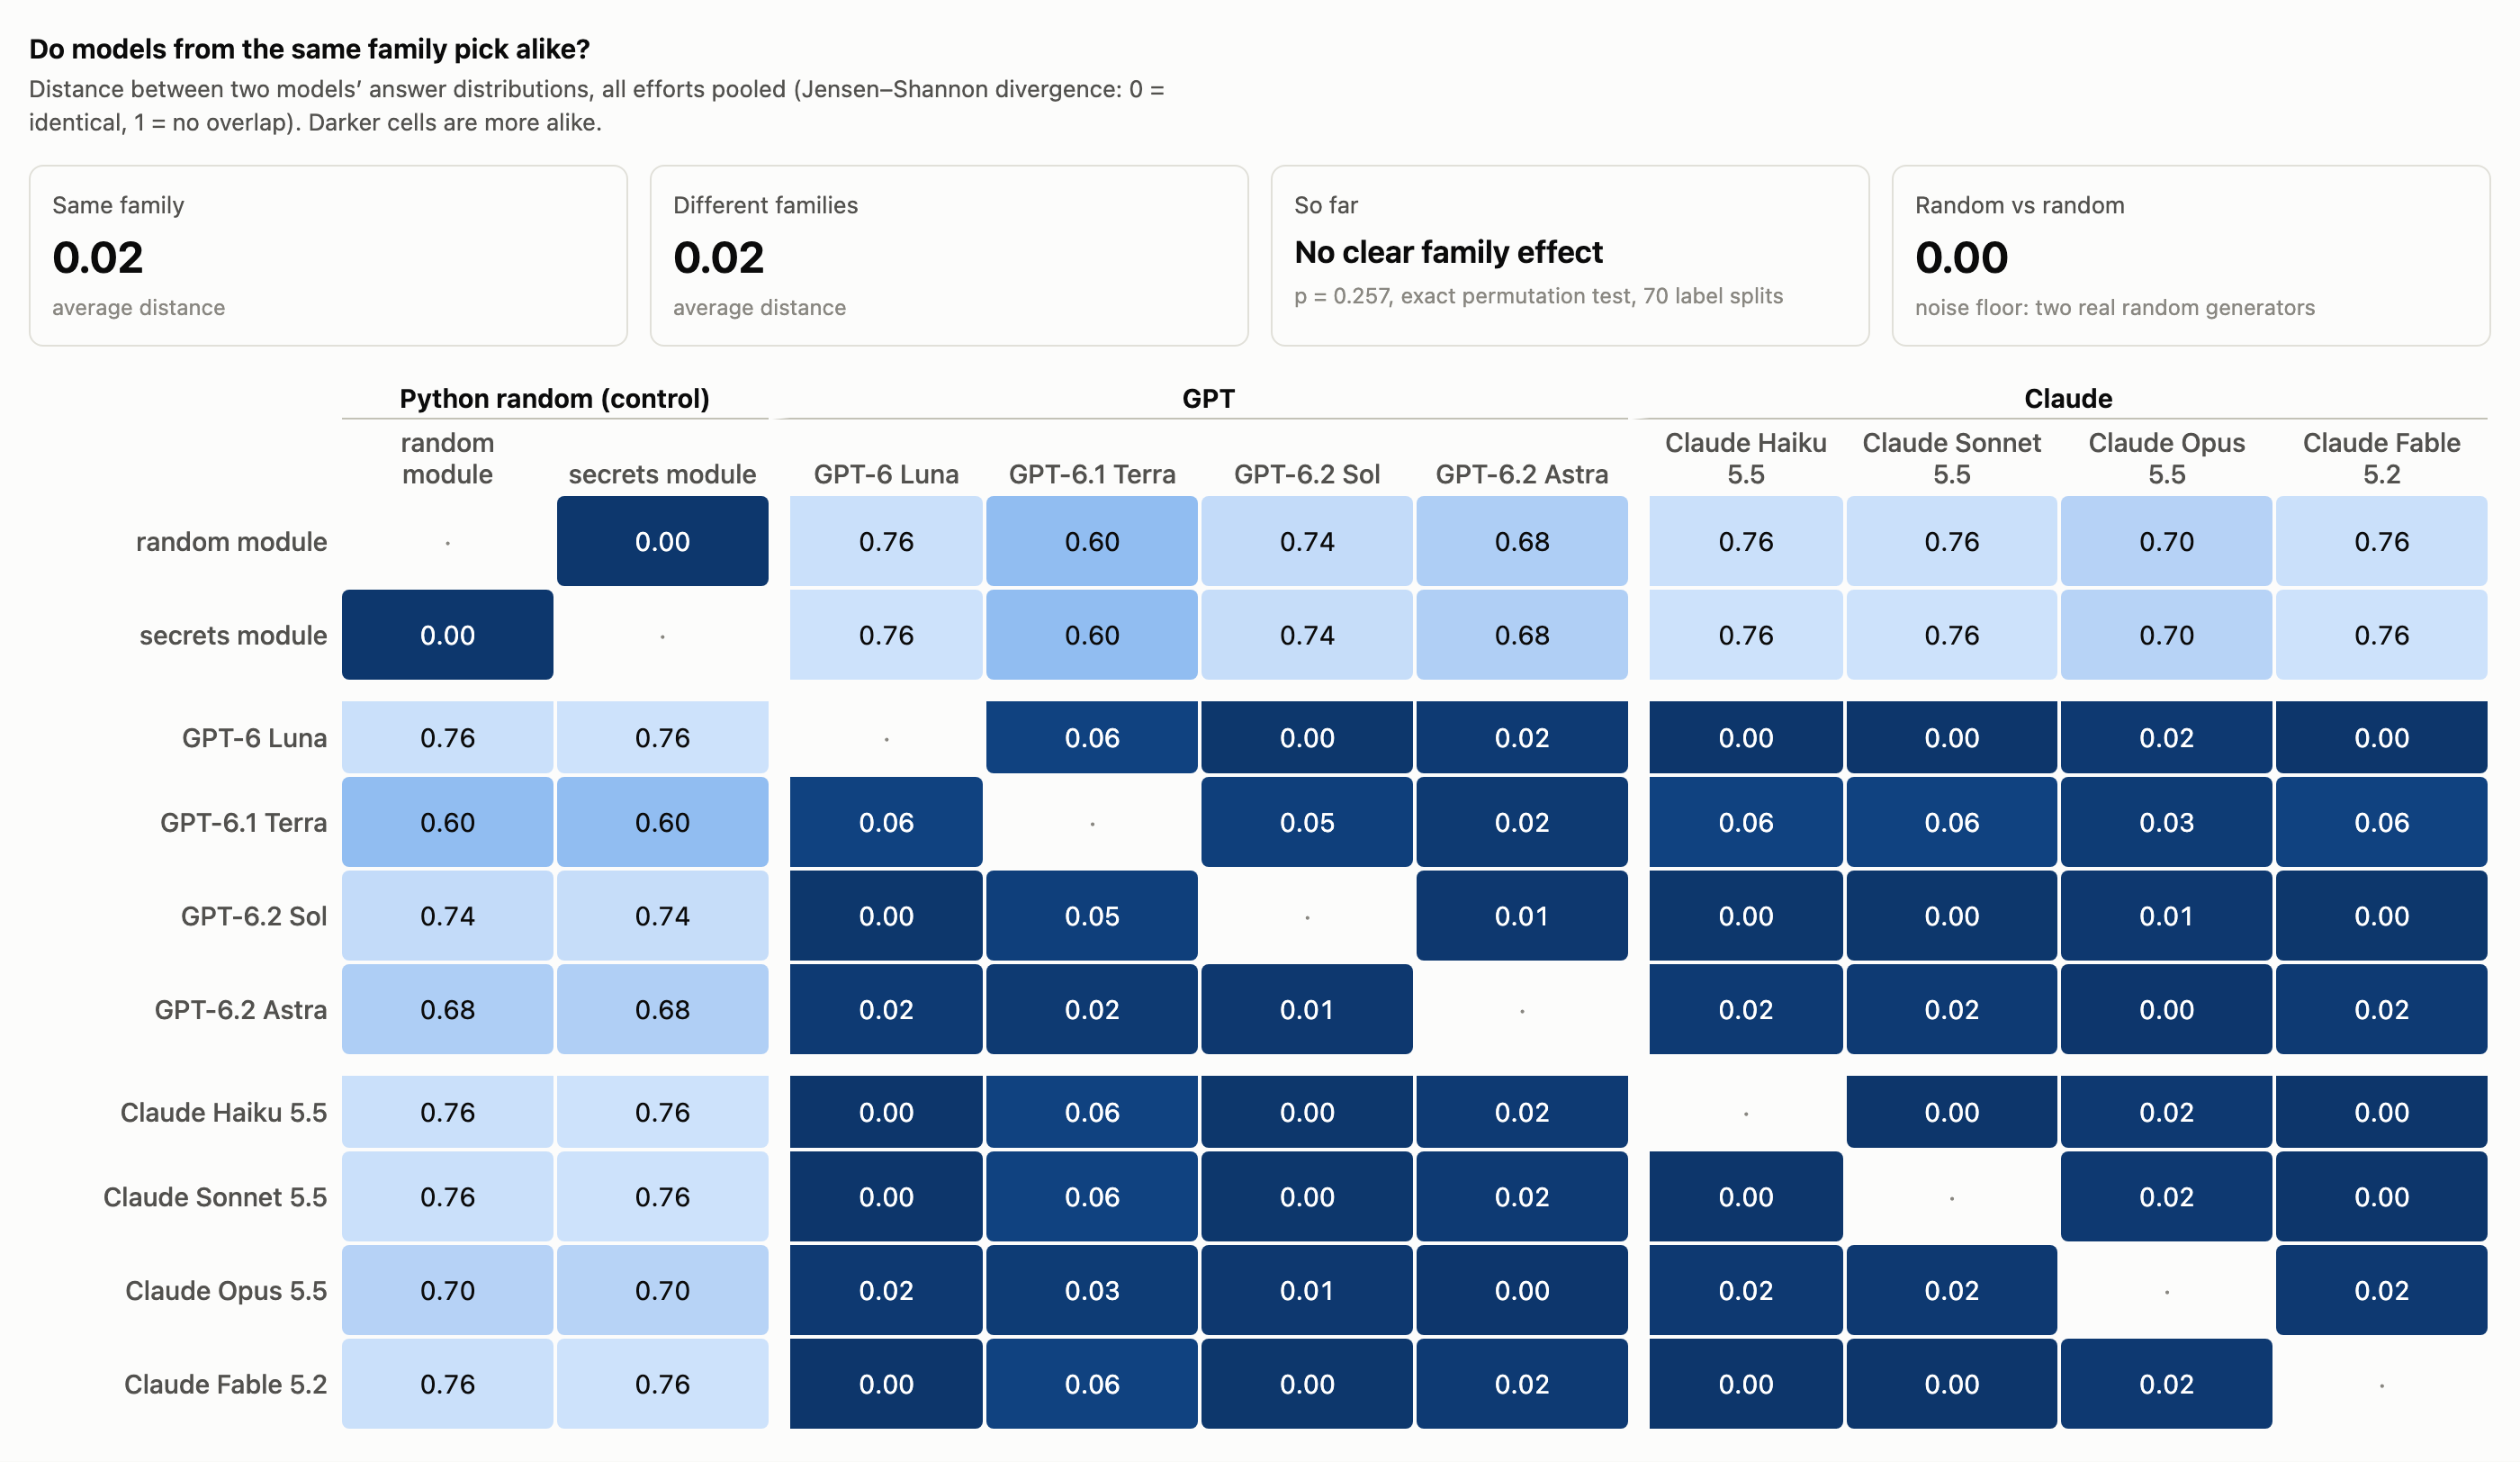 Do models from the same family pick alike?
Distance between two models’ answer distributions, all efforts pooled (Jensen–Shannon divergence: 0 =
identical, 1 = no overlap). Darker cells are more alike.
Same family
0.02
average distance
Different families
0.02
average distance
So far
No clear family effect
p = 0.257, exact permutation test, 70 label splits
Random vs random
0.00
noise floor: two real random generators
Python random (control) GPT Claude
random module secrets module GPT-6 Luna GPT-6.1 Terra GPT-6.2 Sol GPT-6.2 Astra Claude Haiku 5.5 Claude Sonnet 5.5 Claude Opus 5.5 Claude Fable 5.2
random module · 0.00 0.76 0.60 0.74 0.68 0.76 0.76 0.70 0.76
secrets module 0.00 · 0.76 0.60 0.74 0.68 0.76 0.76 0.70 0.76
GPT-6 Luna 0.76 0.76 · 0.06 0.00 0.02 0.00 0.00 0.02 0.00
GPT-6.1 Terra 0.60 0.60 0.06 · 0.05 0.02 0.06 0.06 0.03 0.06
GPT-6.2 Sol 0.74 0.74 0.00 0.05 · 0.01 0.00 0.00 0.01 0.00
GPT-6.2 Astra 0.68 0.68 0.02 0.02 0.01 · 0.02 0.02 0.00 0.02
Claude Haiku 5.5 0.76 0.76 0.00 0.06 0.00 0.02 · 0.00 0.02 0.00
Claude Sonnet 5.5 0.76 0.76 0.00 0.06 0.00 0.02 0.00 · 0.02 0.00
Claude Opus 5.5 0.70 0.70 0.02 0.03 0.01 0.00 0.02 0.02 · 0.02
Claude Fable 5.2 0.76 0.76 0.00 0.06 0.00 0.02 0.00 0.00 0.02 ·